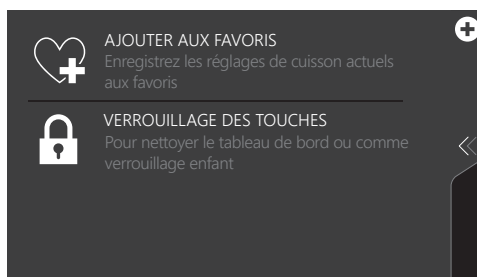 AJOUTER AUX FAVORIS
Enregistrez les réglages de cuisson actuels
aux favoris
VERROUILLAGE DES TOUCHES
Pour nettoyer le tableau de bord ou comme
verrouillage enfant